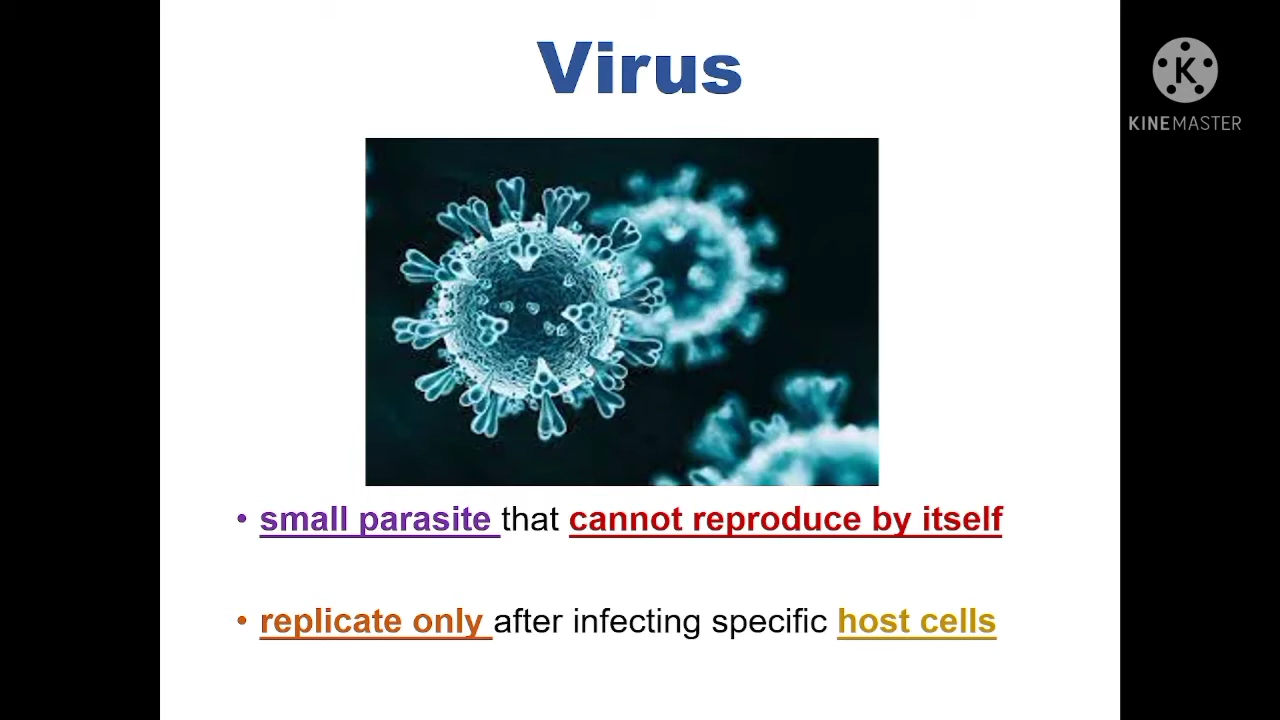 Virus
K
KINEMASTER
• small parasite that cannot reproduce by itself
• replicate only after infecting specific host cells